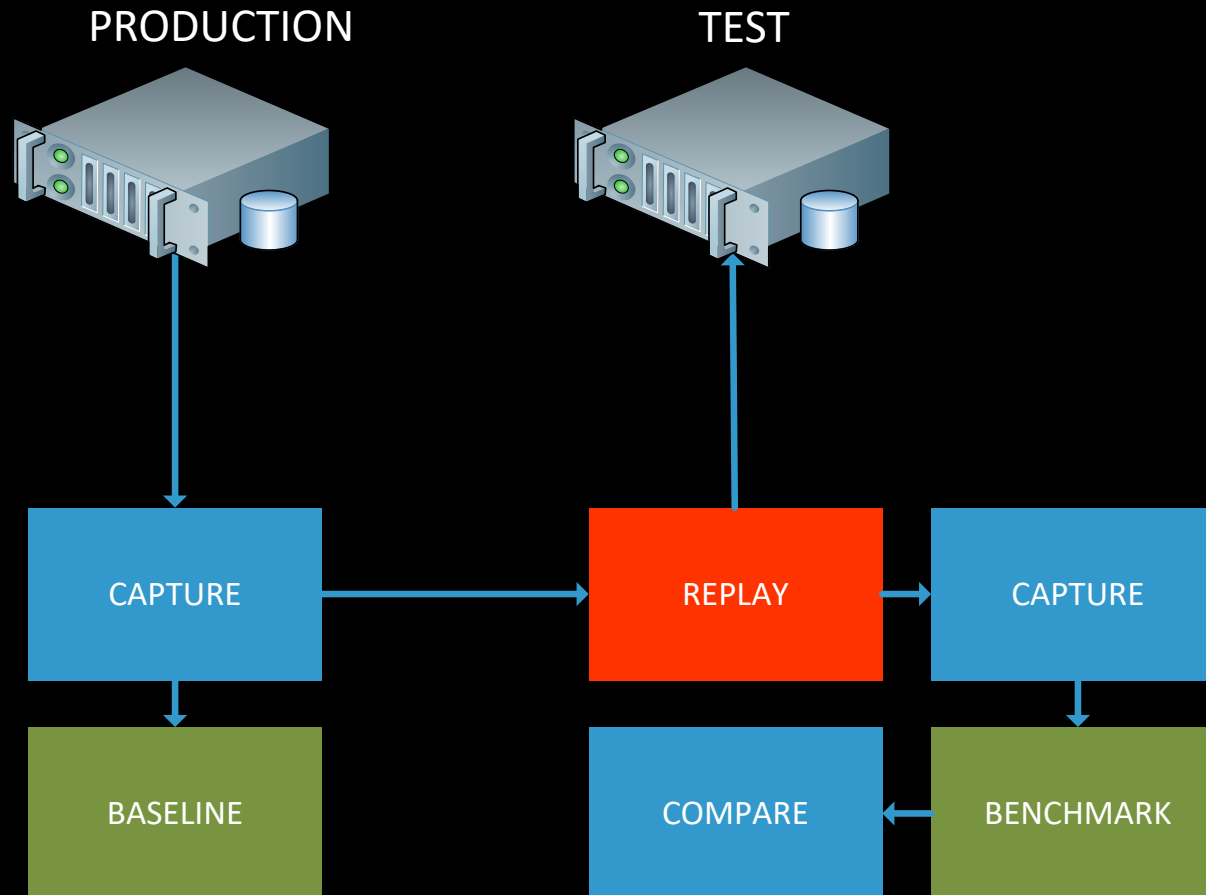 PRODUCTION
TEST
CAPTURE
REPLAY
CAPTURE
BASELINE
COMPARE
BENCHMARK